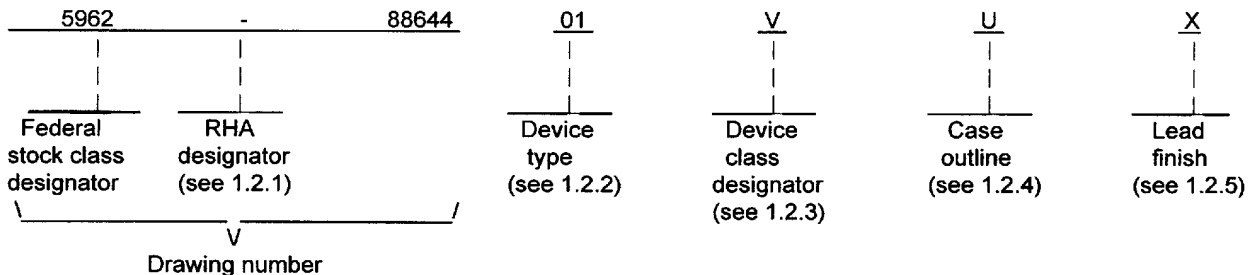 5962 - 88644 01 V U X
Federal stock class designator
RHA designator (see 1.2.1)
Device type (see 1.2.2)
Device class designator (see 1.2.3)
Case outline (see 1.2.4)
Lead finish (see 1.2.5)
\ / V
Drawing number